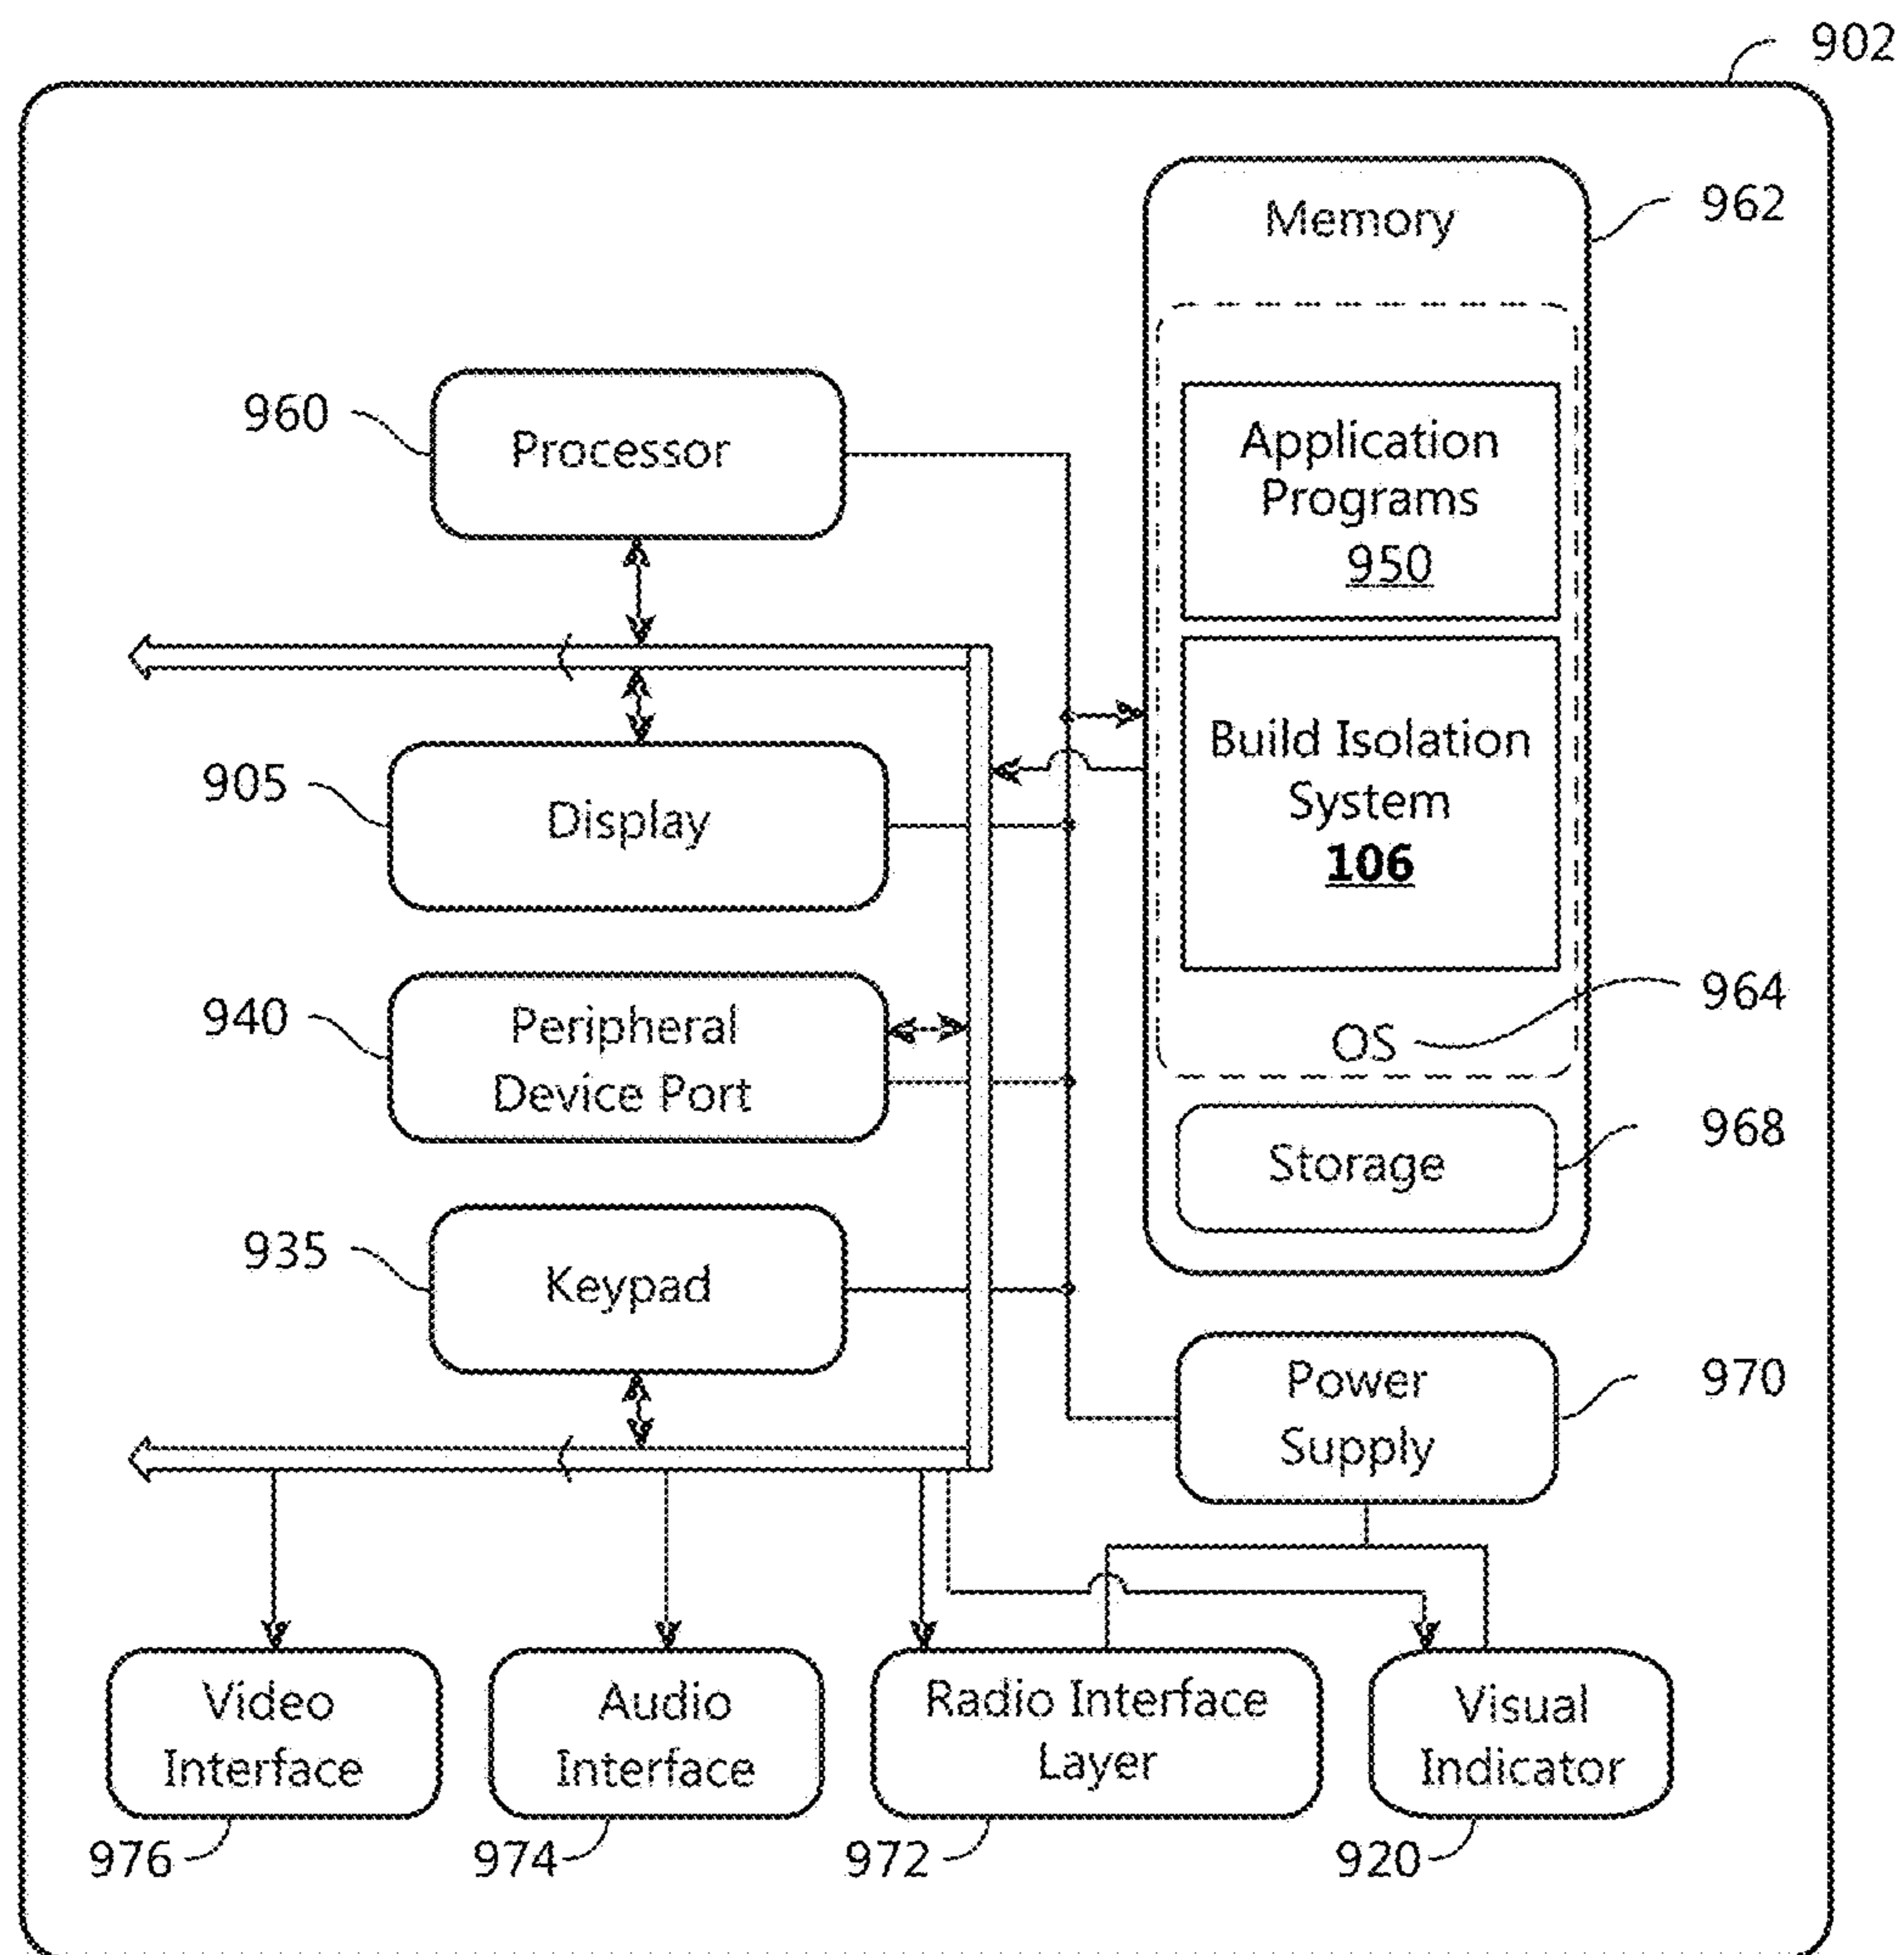 902
Memory
962
Application
Programs
950
960
Processor
Build Isolation
System
106
905
Display
964
OS
940
Peripheral
Device Port
968
Storage
935
Keypad
970
Power
Supply
Video
Interface
Audio
Interface
Radio Interface
Layer
Visual
Indicator
976
974
972
920